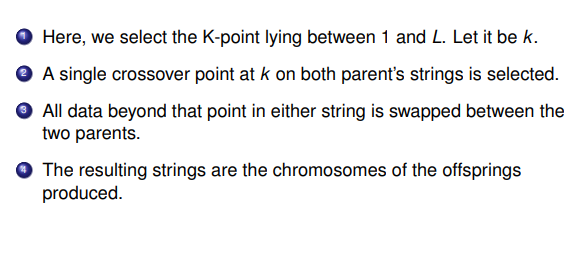 1 Here, we select the K-point lying between 1 and L. Let it be k.
2 A single crossover point at k on both parent's strings is selected.
3 All data beyond that point in either string is swapped between the
two parents.
4 The resulting strings are the chromosomes of the offsprings
produced.